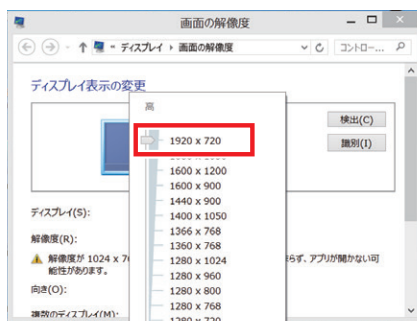 画面の解像度
ディスプレイ ▸ 画面の解像度
コントロー...
ディスプレイ表示の変更
検出(C)
識別(I)
高
1920 x 720
1600 x 1200
1600 x 900
1440 x 900
1400 x 1050
1366 x 768
1360 x 768
1280 x 1024
1280 x 960
1280 x 800
1280 x 768
1280 x 720
ディスプレイ(S):
解像度(R):
解像度が 1024 x 7
らず、アプリが開かない可
能性があります。
向き(O):
複数のディスプレイ(M):